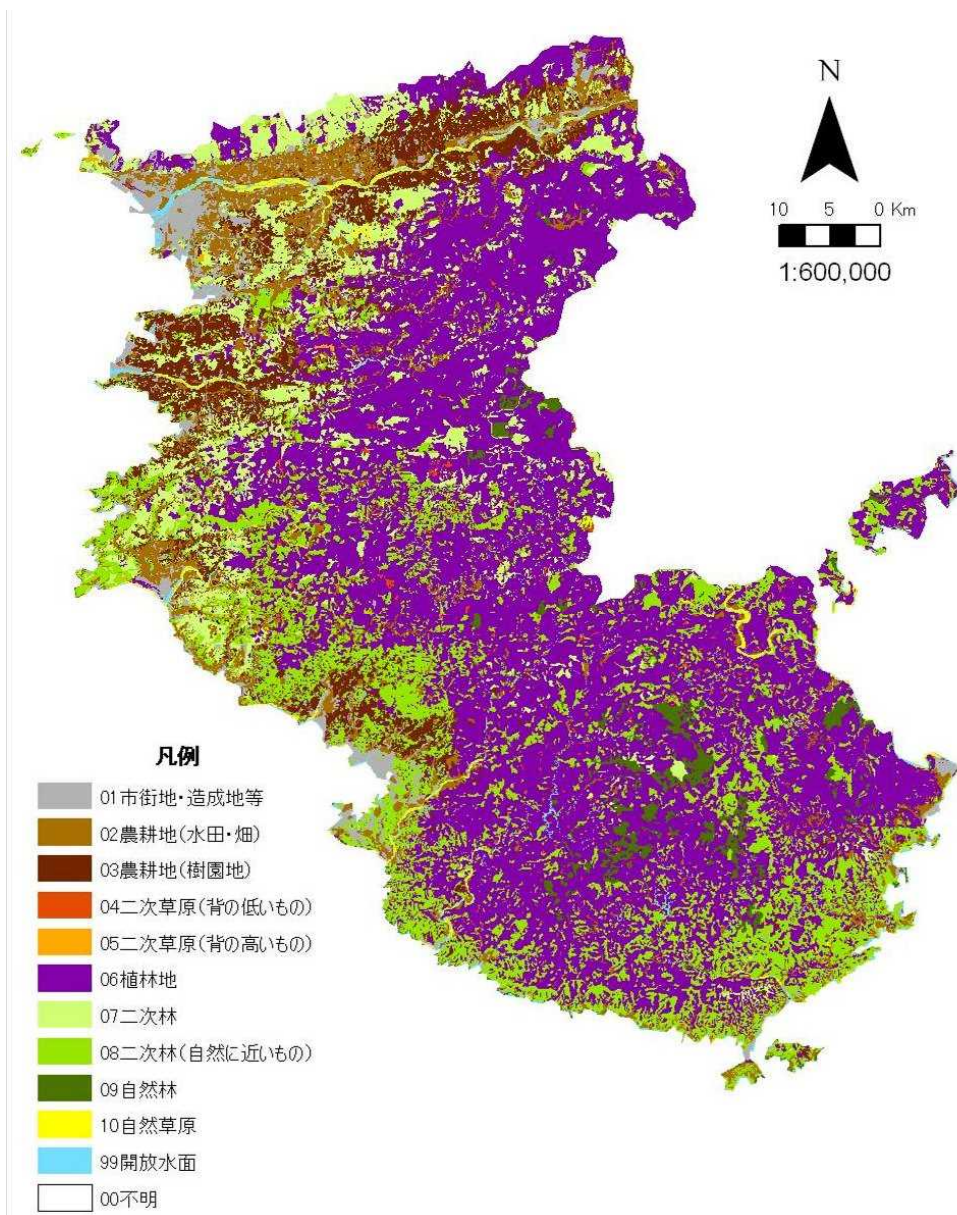 N
10 5 0 Km
1:600,000
凡例
01市街地・造成地等
02農耕地(水田・畑)
03農耕地(樹園地)
04二次草原(背の低いもの)
05二次草原(背の高いもの)
06植林地
07二次林
08二次林(自然に近いもの)
09自然林
10自然草原
99開放水面
00不明